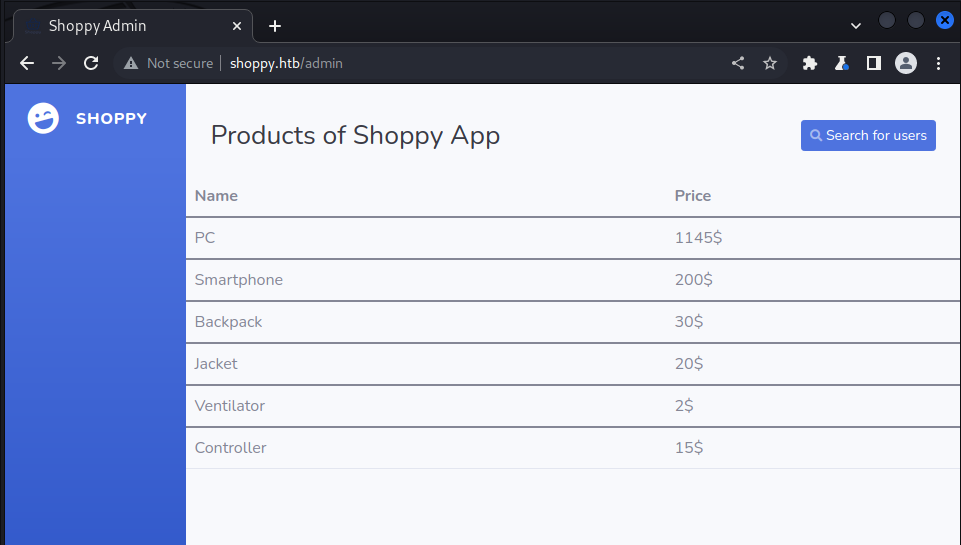 Shoppy Admin
Not secure shoppy.htb/admin
SHOPPY
Products of Shoppy App
Search for users
Name Price
PC 1145$
Smartphone 200$
Backpack 30$
Jacket 20$
Ventilator 2$
Controller 15$